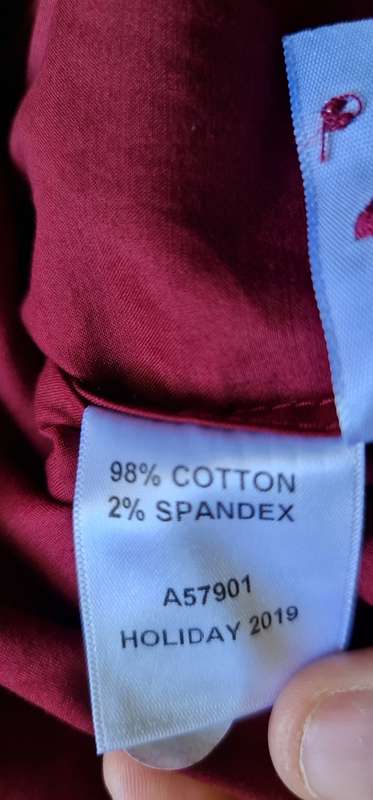 98% COTTON
2% SPANDEX
A57901
HOLIDAY 2019